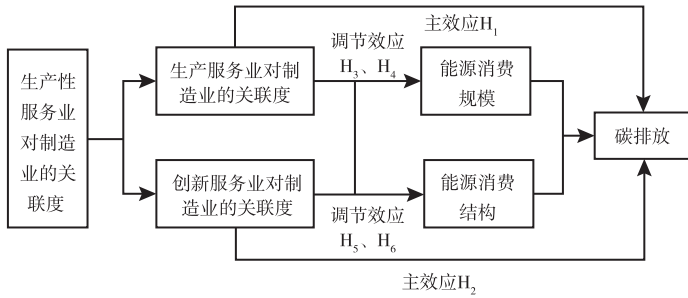 主效应H₁
生产性
服务业
对制造
业的关
联度
生产服务业对制
造业的关联度
调节效应
H₃、H₄
能源消费
规模
碳排放
创新服务业对制
造业的关联度
调节效应
H₅、H₆
能源消费
结构
主效应H₂